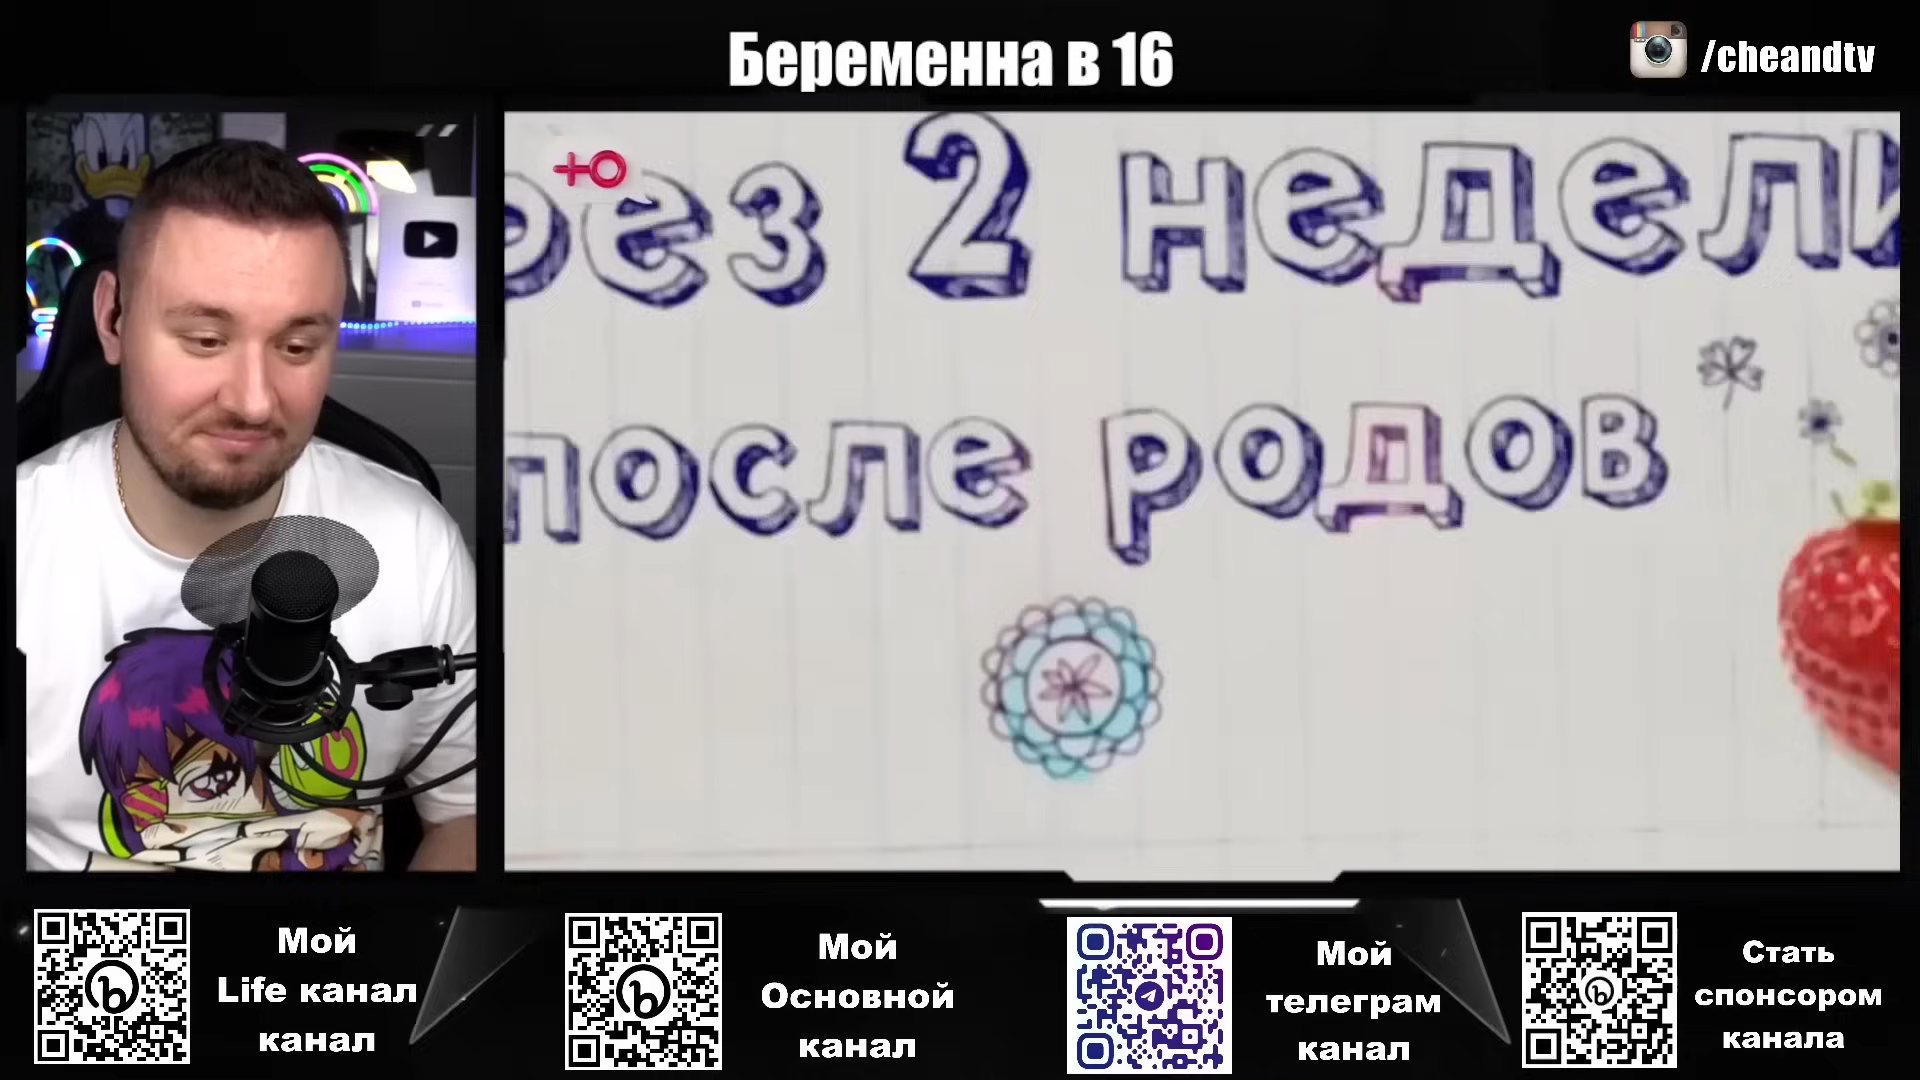 Беременна в 16
/cheandtv
рез 2 недели
после родов
Мой
Life канал
канал
Мой
Основной
канал
Мой
телеграм
канал
Стать
спонсором
канала